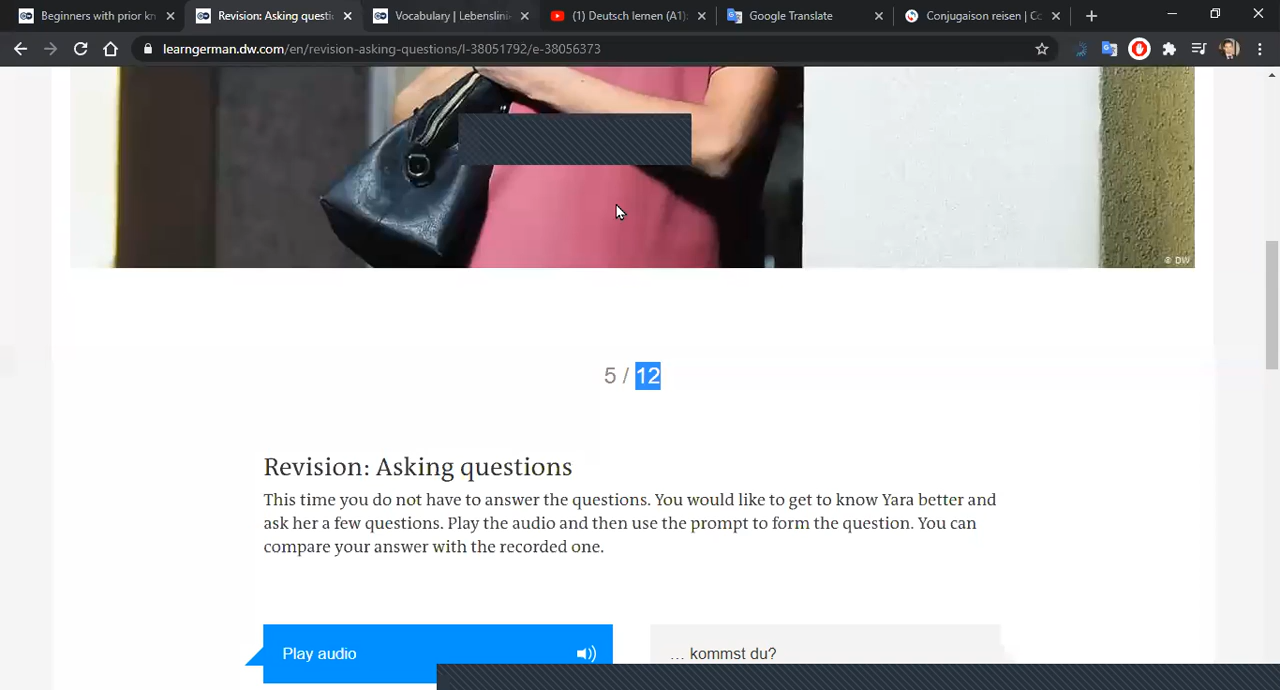 Beginners with prior kn
Revision: Asking questi
Vocabulary | Lebenslini
(1) Deutsch lernen (A1):
Google Translate
Conjugaison reisen | Co
learngerman.dw.com/en/revision-asking-questions/l-38051792/e-38056373
© DW
5 / 12
Revision: Asking questions
This time you do not have to answer the questions. You would like to get to know Yara better and
ask her a few questions. Play the audio and then use the prompt to form the question. You can
compare your answer with the recorded one.
Play audio
… kommst du?